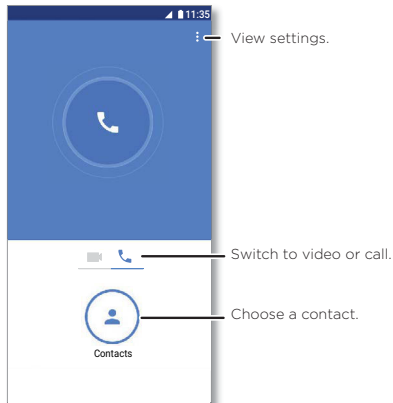 11:35
View settings.
Switch to video or call.
Choose a contact.
Contacts